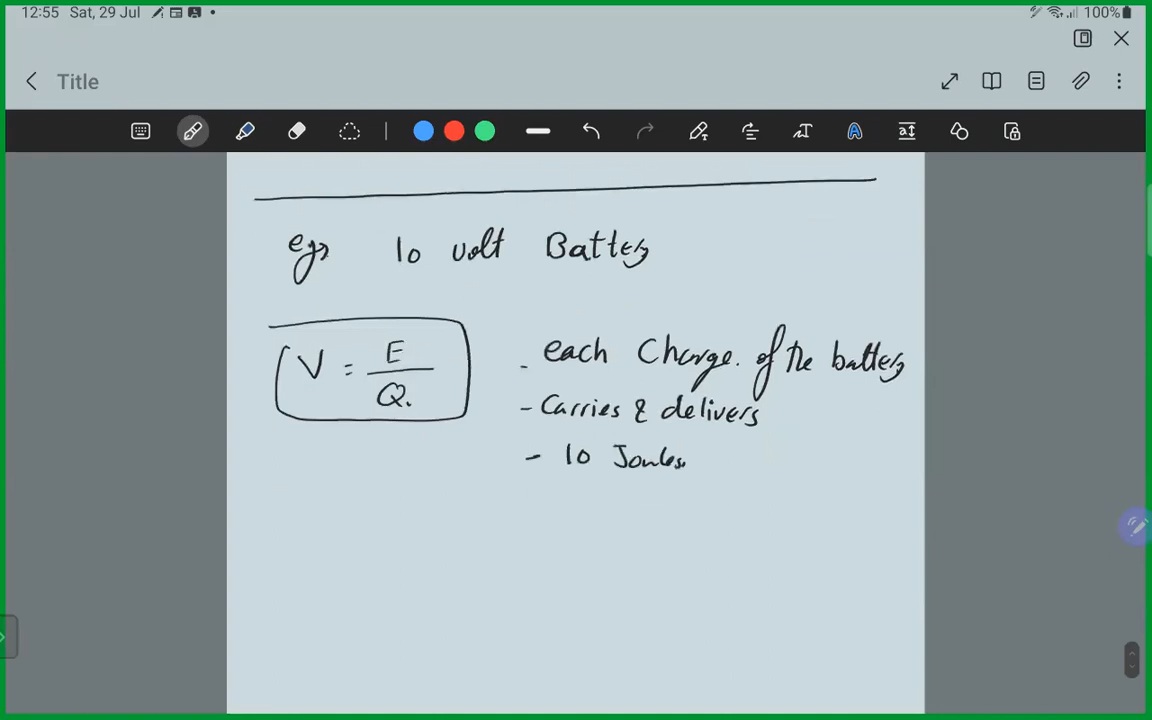 12:55 Sat, 29 Jul
100%
Title
eg> 10 volt Battery
V = E / Q.
- each Charge. of the battery
- Carries & delivers
- 10 Joules.